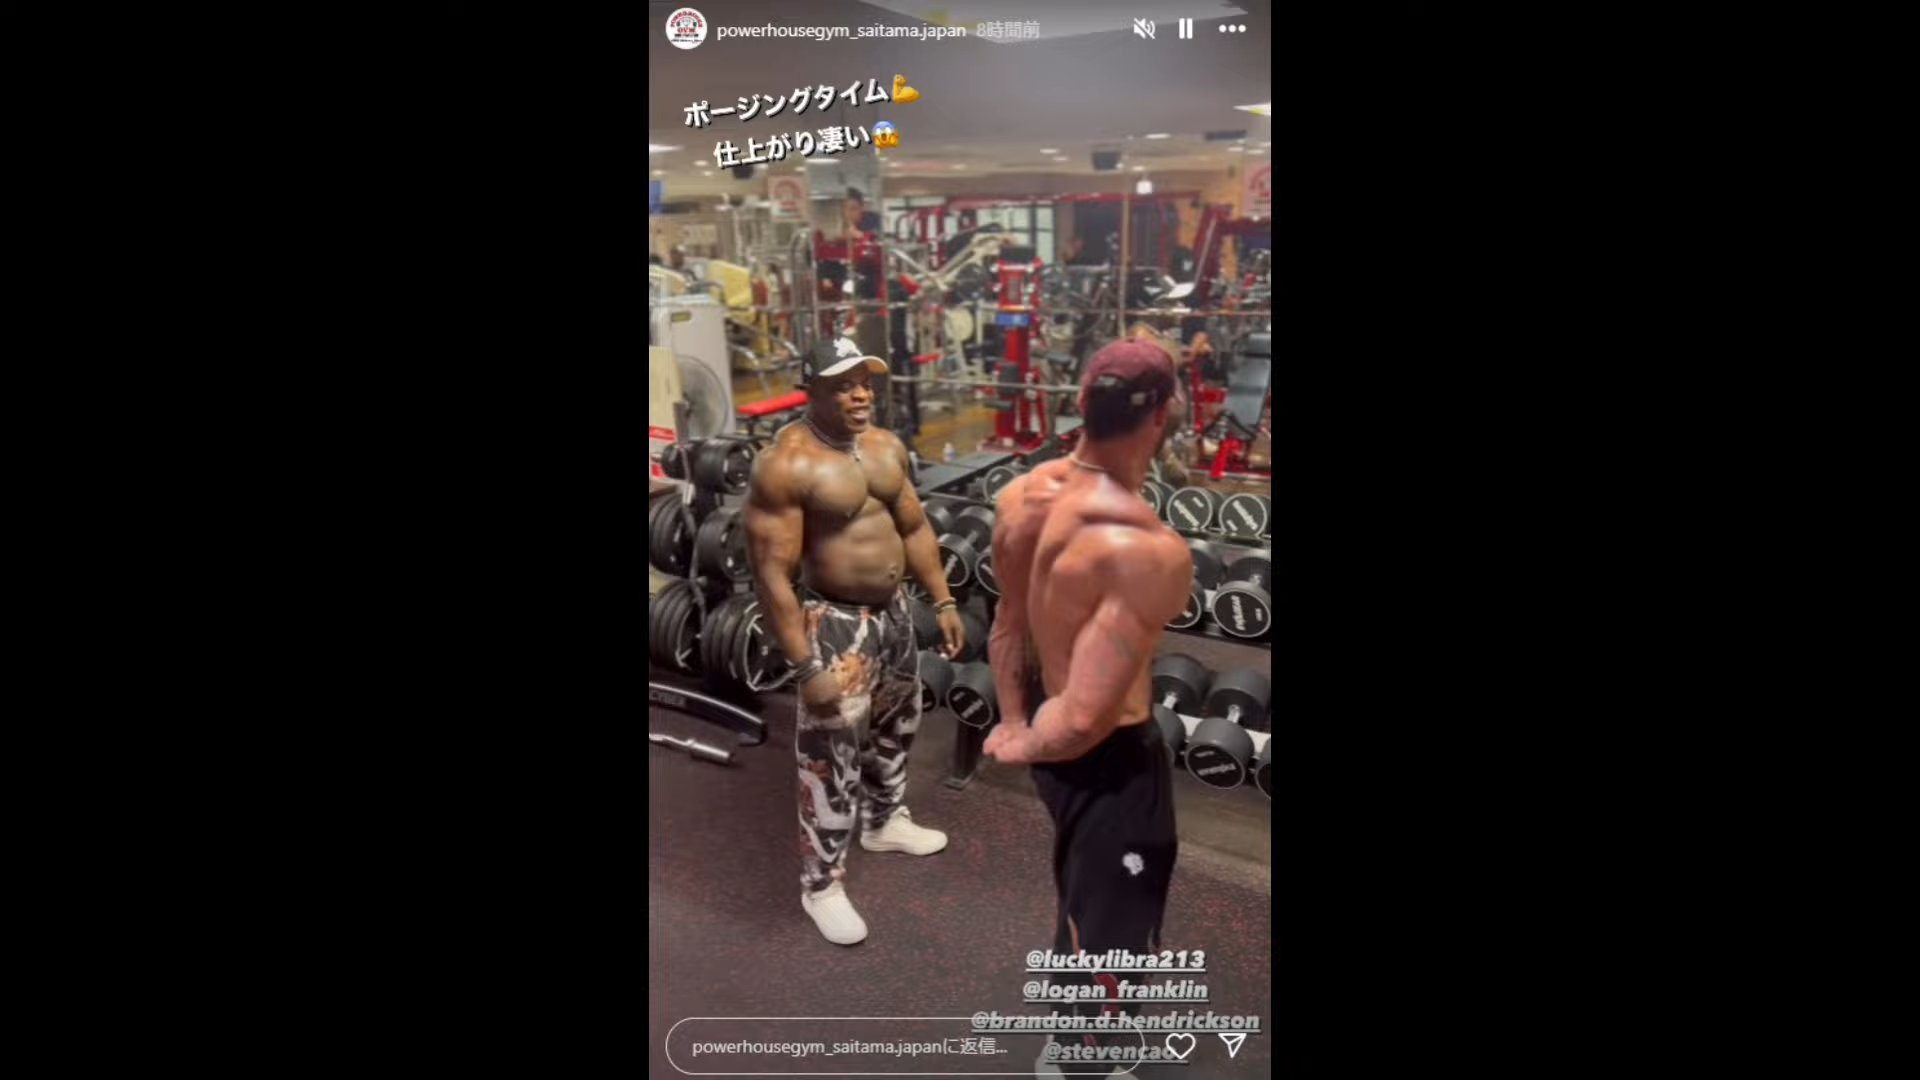 powerhousegym_saitama.japan 8時間前
ポージングタイム💪
仕上がり凄い😱
@luckylibra213
@logan_franklin
@brandon.d.hendrickson
@stevencao
powerhousegym_saitama.japanに返信...